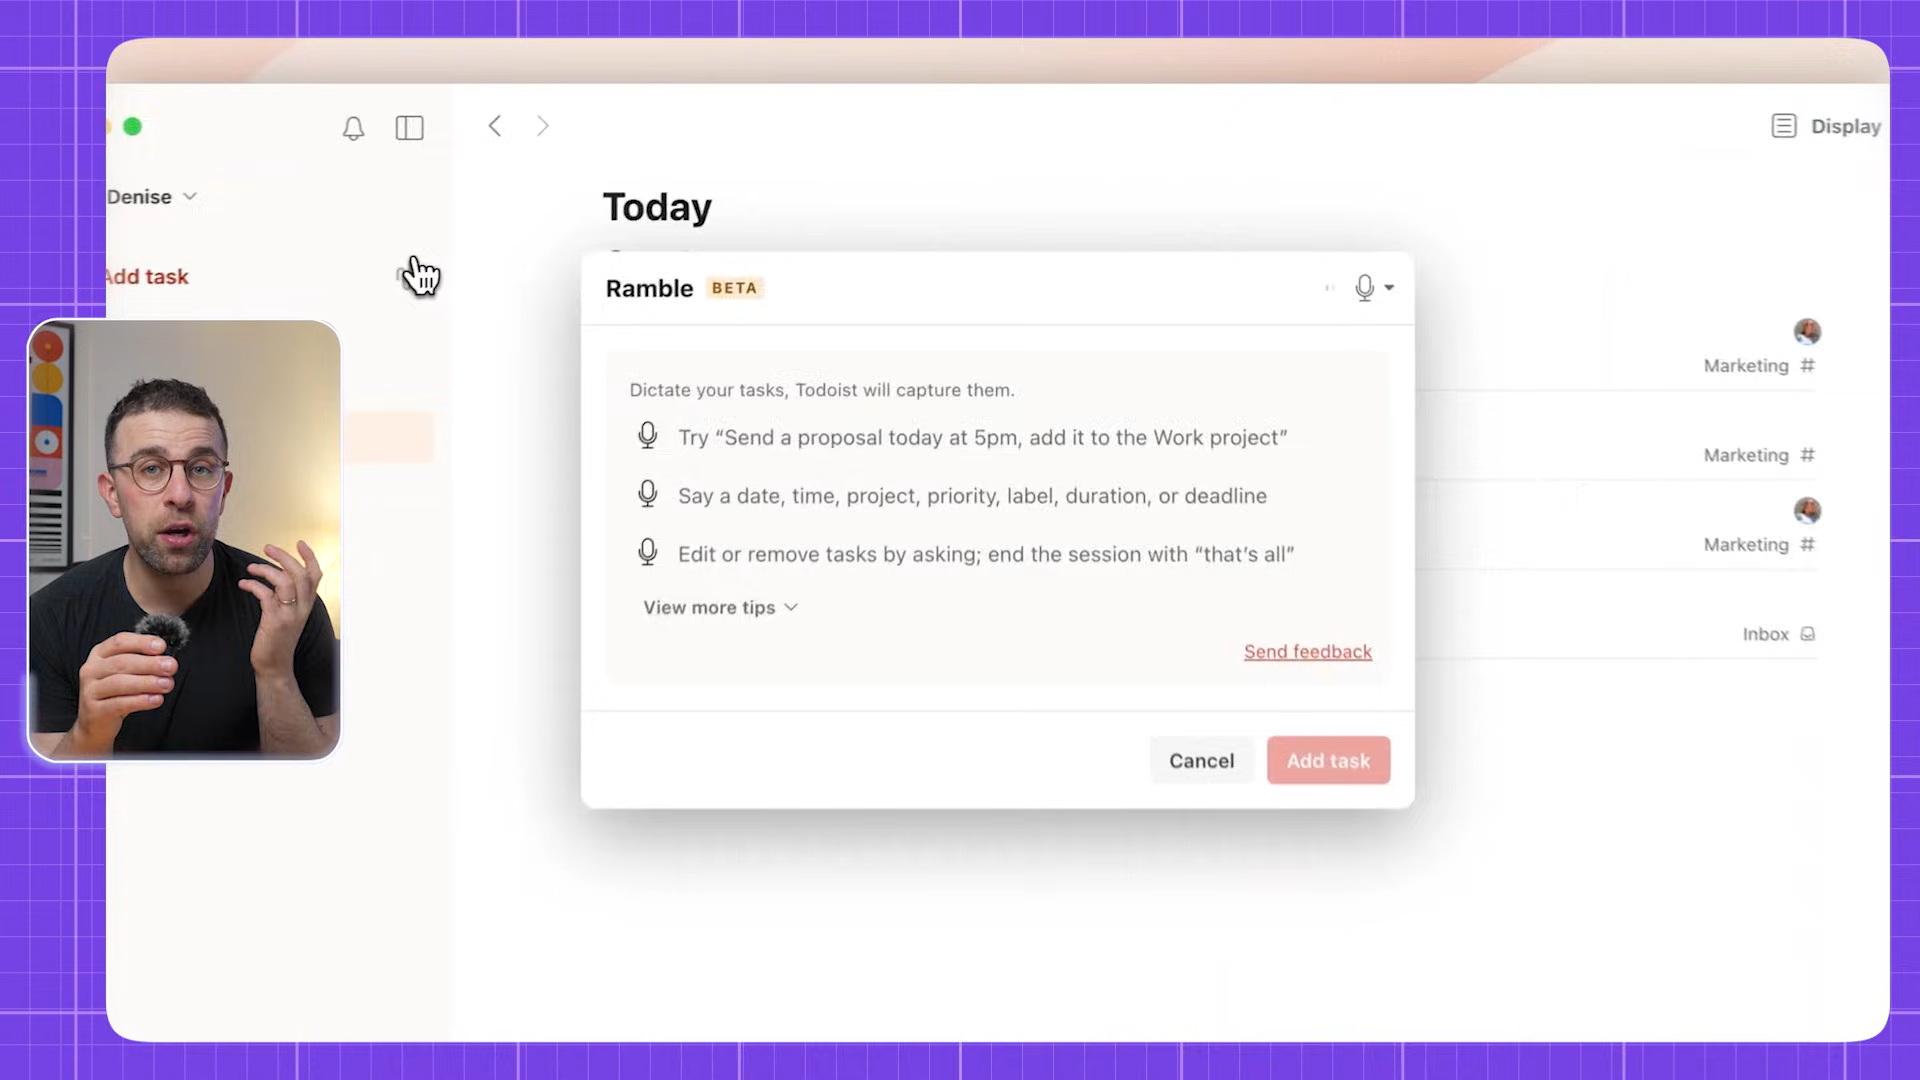 Display
Denise
Add task
Today
Ramble BETA
Dictate your tasks, Todoist will capture them.
Try “Send a proposal today at 5pm, add it to the Work project”
Say a date, time, project, priority, label, duration, or deadline
Edit or remove tasks by asking; end the session with “that’s all”
View more tips
Send feedback
Cancel
Add task
Marketing #
Marketing #
Marketing #
Inbox